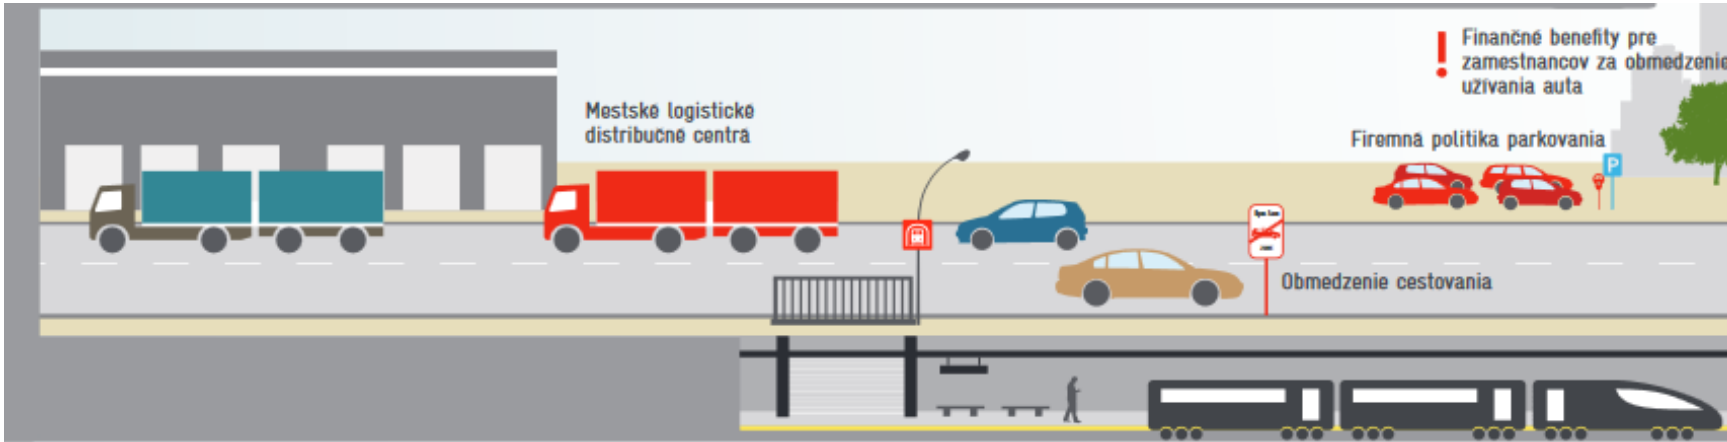 Finančné benefity pre
zamestnancov za obmedzenie
užívania auta
Mestské logistické
distribučné centrá
Firemná politika parkovania
P
Obmedzenie cestovania